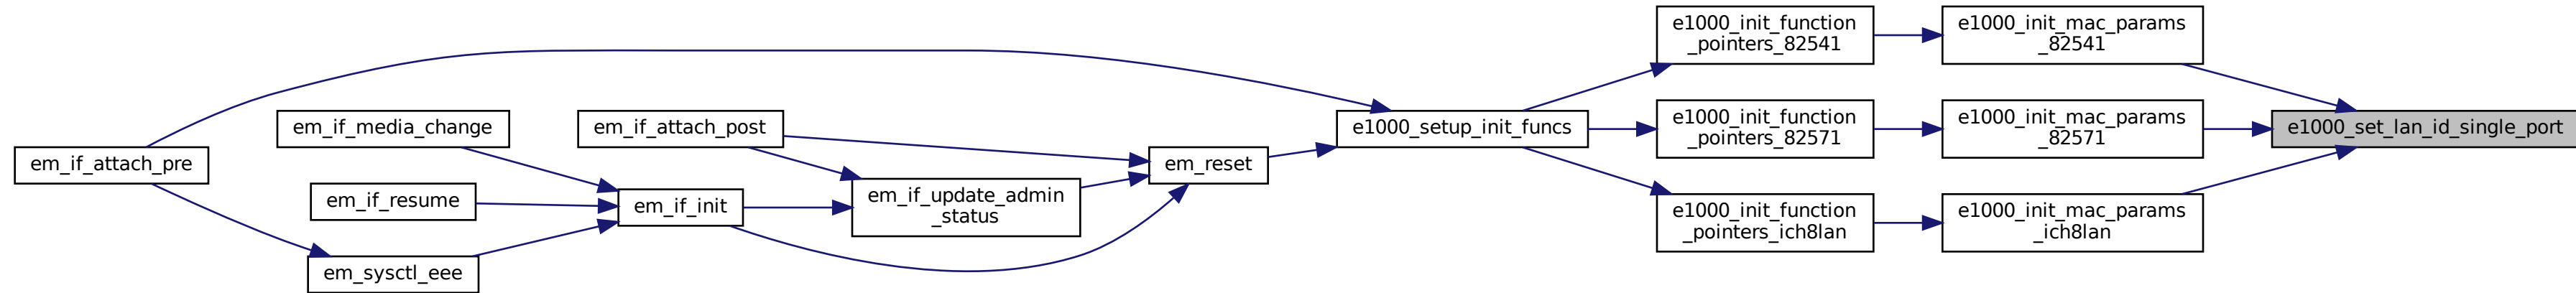 em_if_attach_pre
em_if_media_change
em_if_resume
em_sysctl_eee
em_if_attach_post
em_if_init
em_if_update_admin
_status
em_reset
e1000_setup_init_funcs
e1000_init_function
_pointers_82541
e1000_init_function
_pointers_82571
e1000_init_function
_pointers_ich8lan
e1000_init_mac_params
_82541
e1000_init_mac_params
_82571
e1000_init_mac_params
_ich8lan
e1000_set_lan_id_single_port